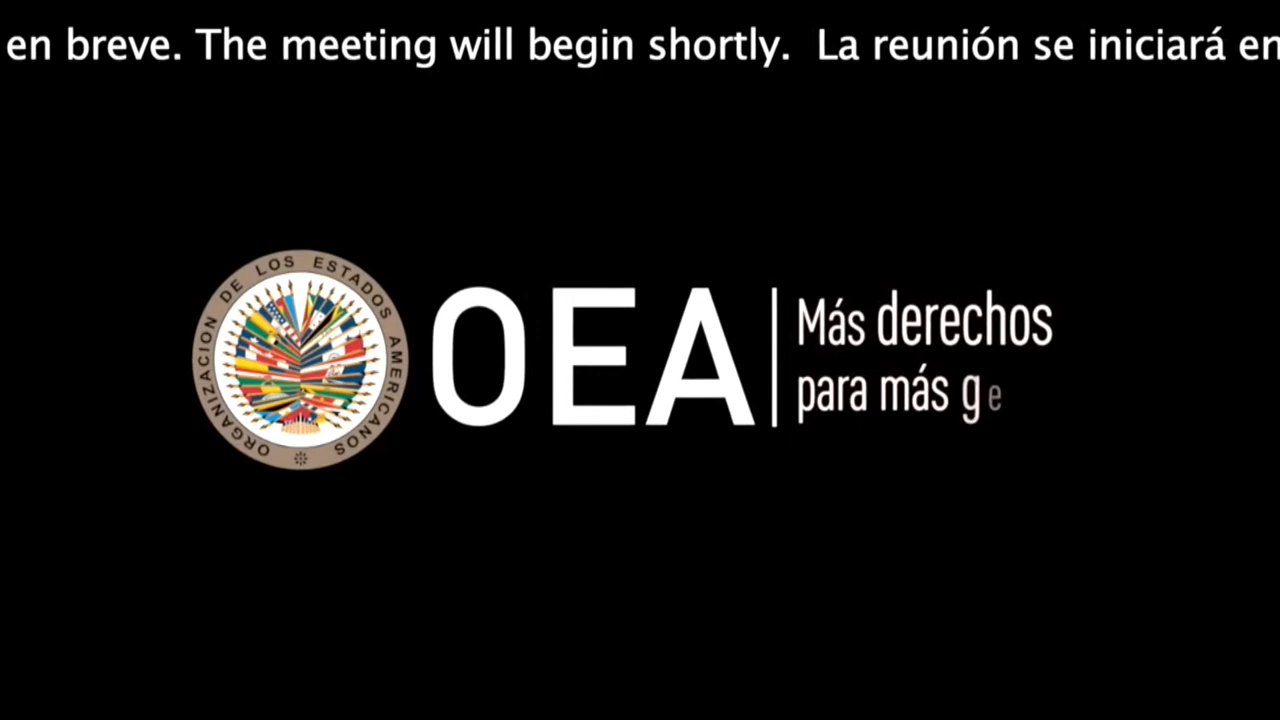 en breve. The meeting will begin shortly. La reunión se iniciará en
ORGANIZACION DE LOS ESTADOS AMERICANOS
OEA
Más derechos
para más ge